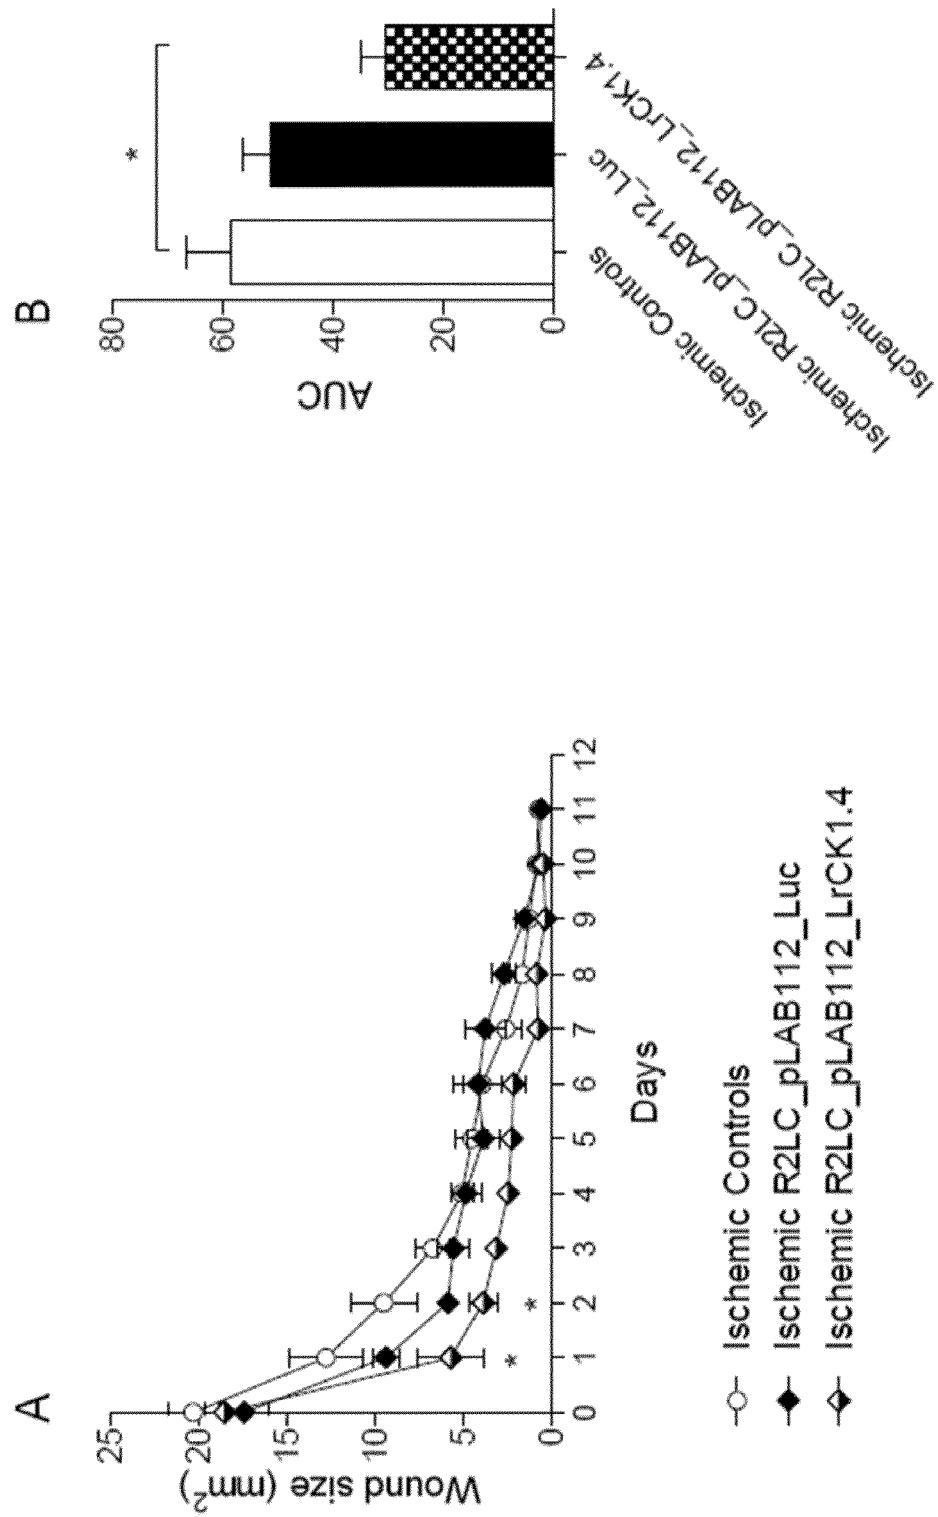 A
Wound size (mm2)
25
20
15
10
5
0
0 1 2 3 4 5 6 7 8 9 10 11 12
Days
*
*
Ischemic Controls
Ischemic R2LC_pLAB112_Luc
Ischemic R2LC_pLAB112_LrCK1.4
B
AUC
80
60
40
20
0
*
Ischemic Controls
Ischemic R2LC_pLAB112_Luc
Ischemic R2LC_pLAB112_LrCK1.4